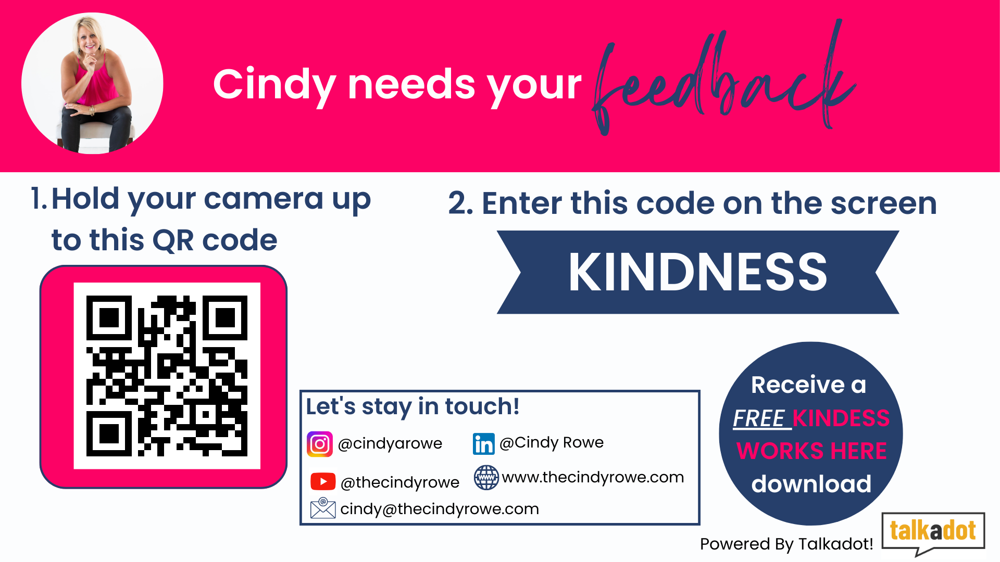 Cindy needs your feedback
1. Hold your camera up
to this QR code
2. Enter this code on the screen
KINDNESS
Let's stay in touch!
@cindyarowe
@Cindy Rowe
@thecindyrowe
www
www.thecindyrowe.com
@
cindy@thecindyrowe.com
Receive a
FREE KINDESS
WORKS HERE
download
Powered By Talkadot!
talkadot